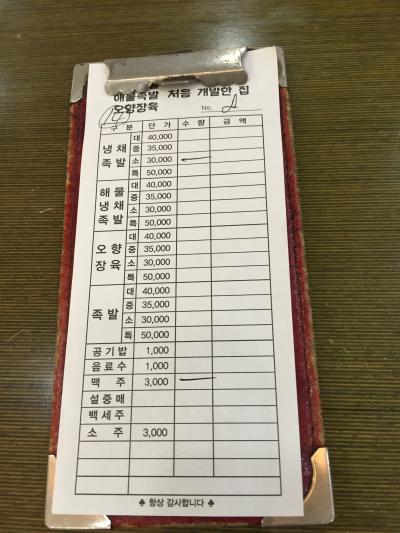 해물족발 처음 개발한 집
오향장육 No.
구 분 단 가 수 량 금 액
냉채족발 대 40,000
중 35,000
소 30,000 —
특 50,000
해물냉채족발 대 40,000
중 35,000
소 30,000
특 50,000
오향장육 대 40,000
중 35,000
소 30,000
특 50,000
족발 대 40,000
중 35,000
소 30,000
특 50,000
공기밥 1,000
음료수 1,000
맥 주 3,000 —
설중매
백세주
소 주 3,000
♣ 항상 감사합니다 ♣